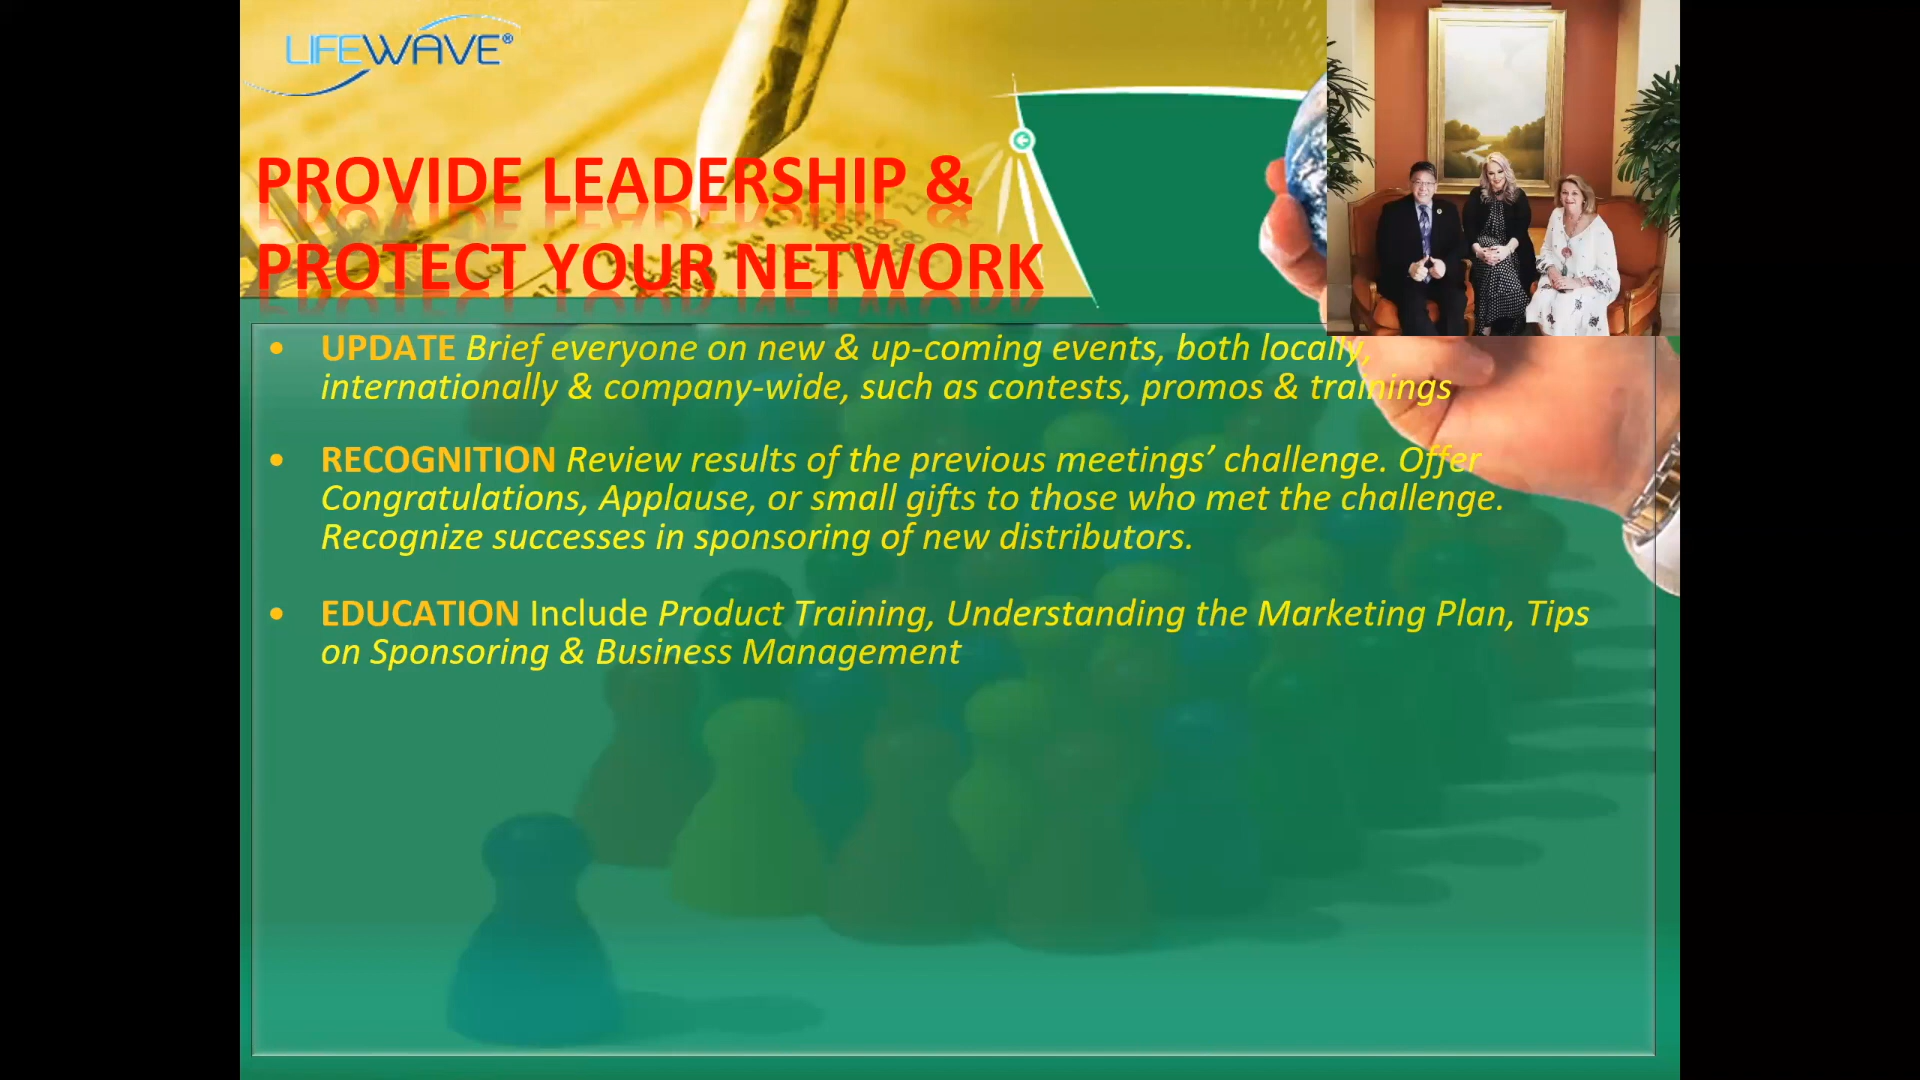 LIFEWAVE®
PROVIDE LEADERSHIP &
PROTECT YOUR NETWORK
• UPDATE Brief everyone on new & up-coming events, both locally,
internationally & company-wide, such as contests, promos & trainings
• RECOGNITION Review results of the previous meetings’ challenge. Offer
Congratulations, Applause, or small gifts to those who met the challenge.
Recognize successes in sponsoring of new distributors.
• EDUCATION Include Product Training, Understanding the Marketing Plan, Tips
on Sponsoring & Business Management